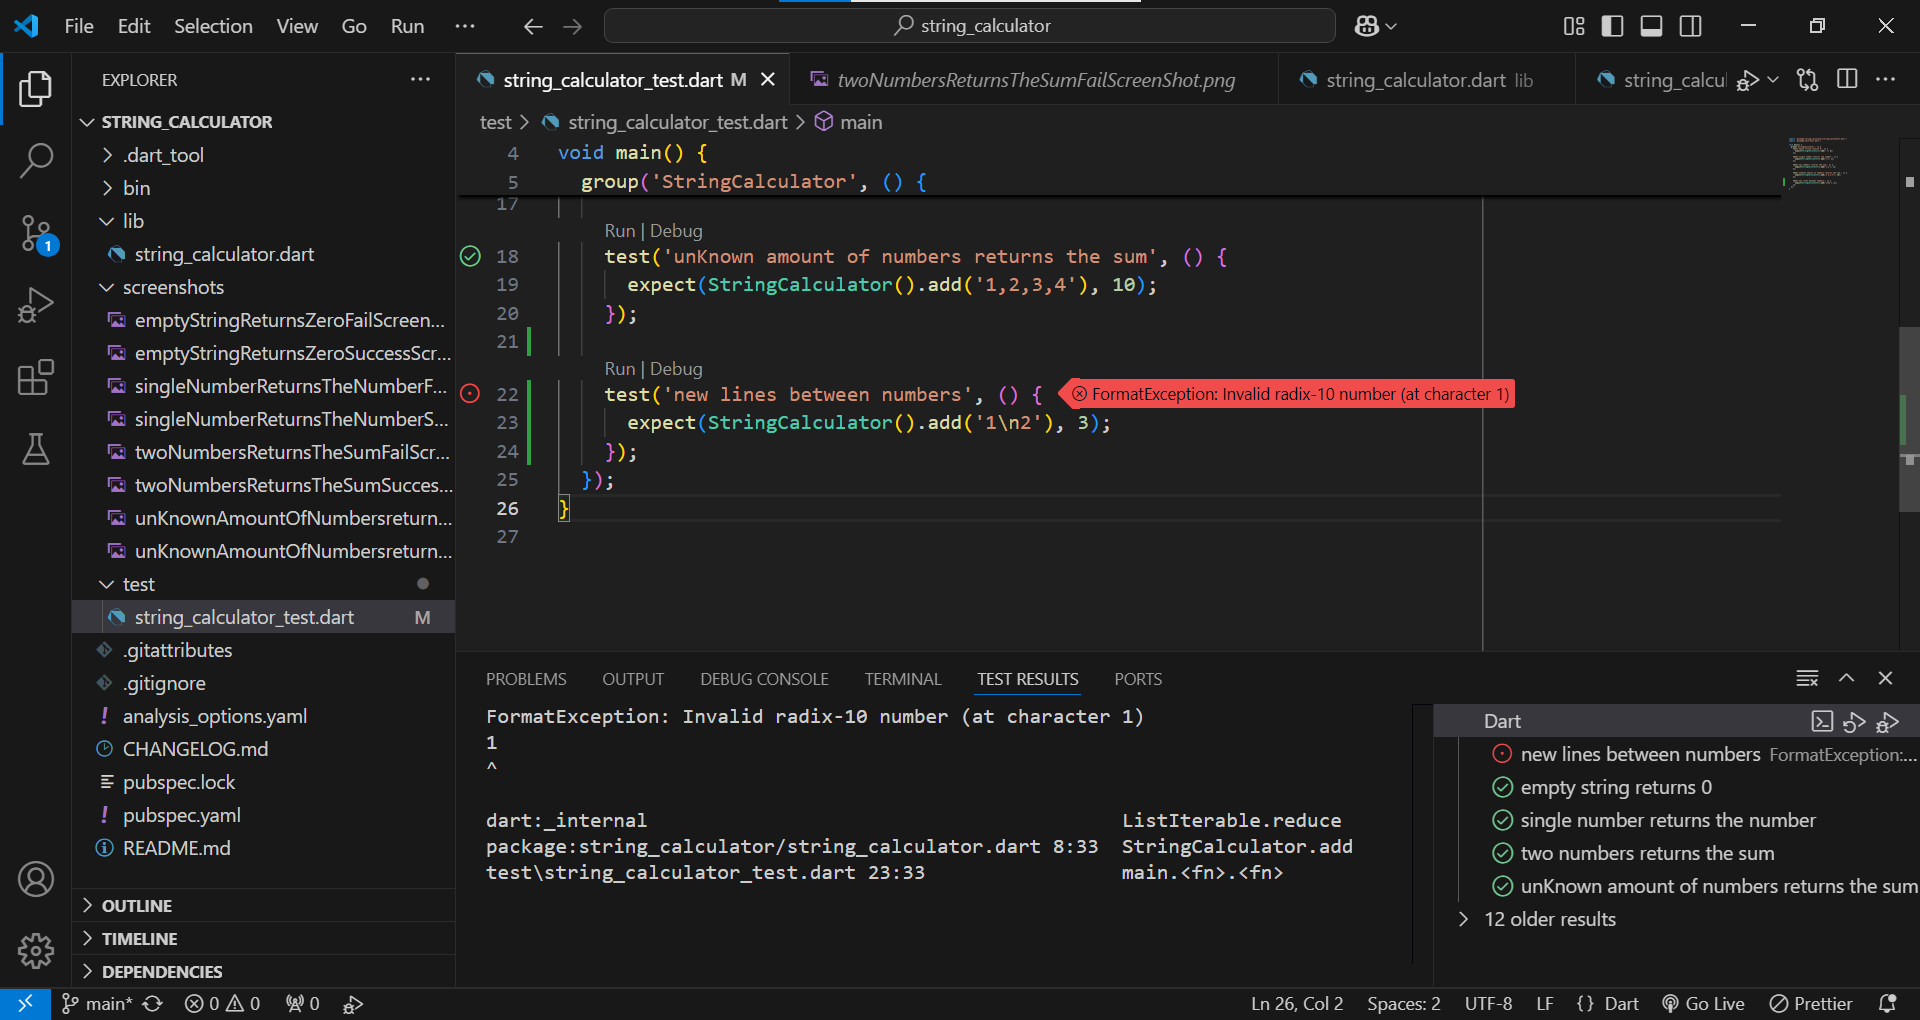 File Edit Selection View Go Run ···
string_calculator
EXPLORER
STRING_CALCULATOR
.dart_tool
bin
lib
string_calculator.dart
screenshots
emptyStringReturnsZeroFailScreen...
emptyStringReturnsZeroSuccessScr...
singleNumberReturnsTheNumberF...
singleNumberReturnsTheNumberS...
twoNumbersReturnsTheSumFailScr...
twoNumbersReturnsTheSumSucces...
unKnownAmountOfNumbersreturn...
unKnownAmountOfNumbersreturn...
test
string_calculator_test.dart M
.gitattributes
.gitignore
analysis_options.yaml
CHANGELOG.md
pubspec.lock
pubspec.yaml
README.md
OUTLINE
TIMELINE
DEPENDENCIES
1
string_calculator_test.dart M
twoNumbersReturnsTheSumFailScreenShot.png
string_calculator.dart lib
string_calcul
test > string_calculator_test.dart > main
4 void main() {
5 group('StringCalculator', () {
17
Run | Debug
18 test('unKnown amount of numbers returns the sum', () {
19 expect(StringCalculator().add('1,2,3,4'), 10);
20 });
21
Run | Debug
22 test('new lines between numbers', () { FormatException: Invalid radix-10 number (at character 1)
23 expect(StringCalculator().add('1\n2'), 3);
24 });
25 });
26 }
27
PROBLEMS OUTPUT DEBUG CONSOLE TERMINAL TEST RESULTS PORTS
FormatException: Invalid radix-10 number (at character 1)
1
^
dart:_internal ListIterable.reduce
package:string_calculator/string_calculator.dart 8:33 StringCalculator.add
test\string_calculator_test.dart 23:33 main.<fn>.<fn>
Dart
new lines between numbers FormatException:...
empty string returns 0
single number returns the number
two numbers returns the sum
unKnown amount of numbers returns the sum
12 older results
main* 0 0 0
Ln 26, Col 2 Spaces: 2 UTF-8 LF {} Dart Go Live Prettier